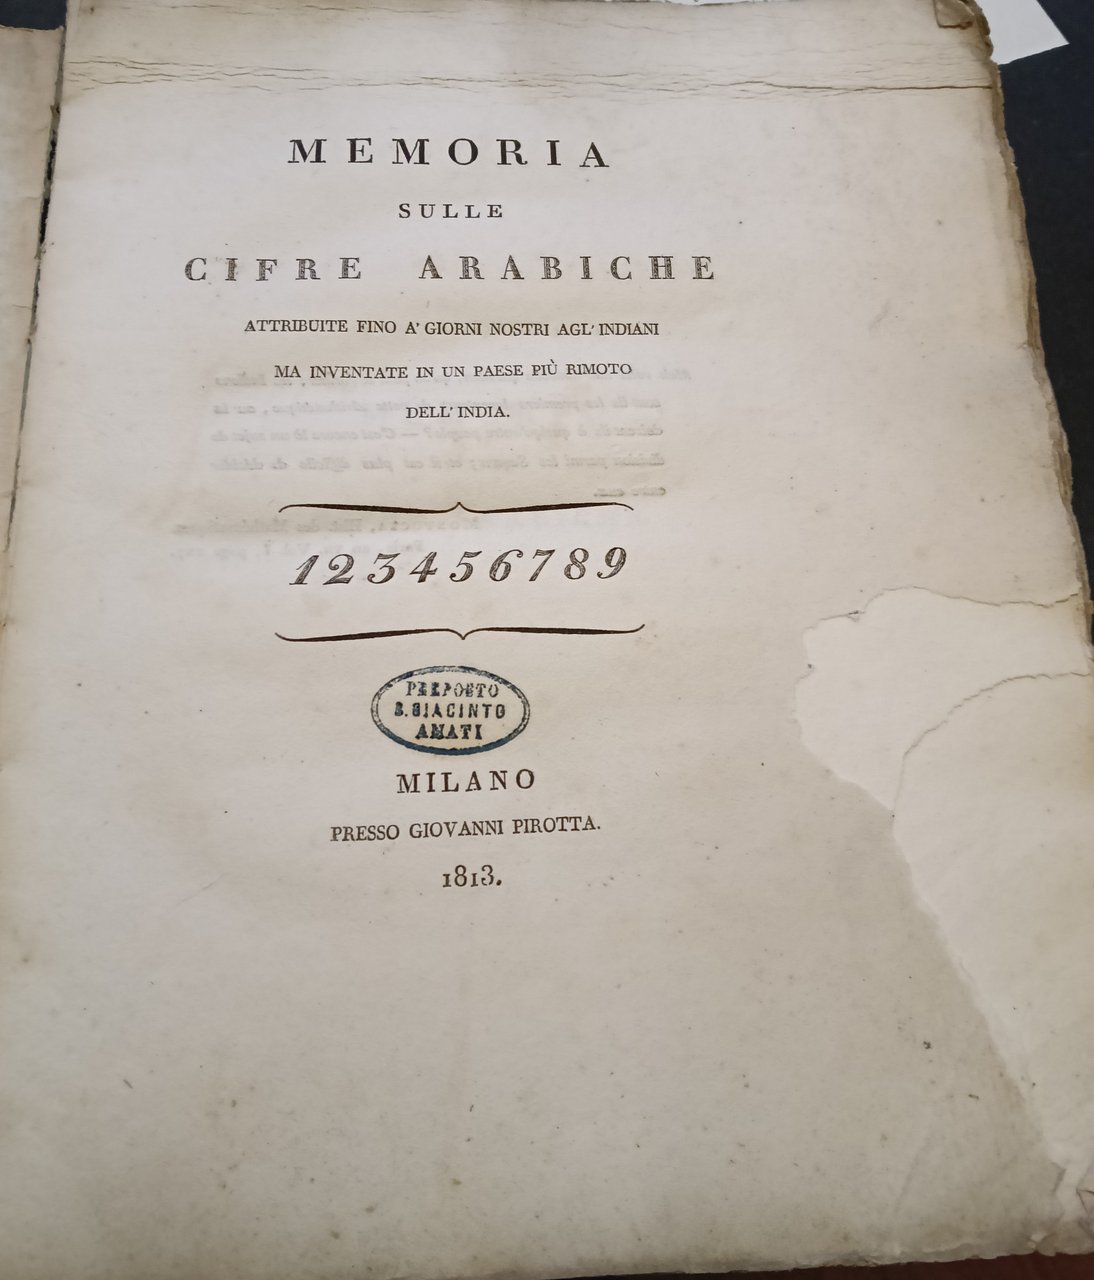 MEMORIA
SULLE
CIFRE ARABICHE
ATTRIBUITE FINO A' GIORNI NOSTRI AGL' INDIANI
MA INVENTATE IN UN PAESE PIÙ RIMOTO
DELL' INDIA.
123456789
PREPOSTO
S. GIACINTO
AMATI
MILANO
PRESSO GIOVANNI PIROTTA.
1813.